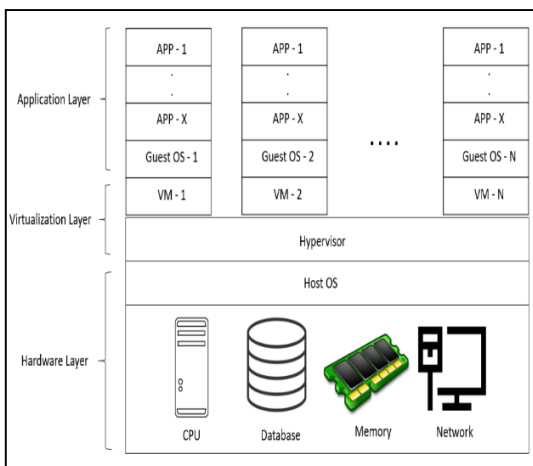 APP - 1 APP - 1 APP - 1
. . .
Application Layer
. . .
APP - X APP - X APP - X
. . . .
Guest OS - 1 Guest OS - 2 Guest OS - N
VM - 1 VM - 2 VM - N
Virtualization Layer
Hypervisor
Host OS
Hardware Layer
CPU Database Memory Network